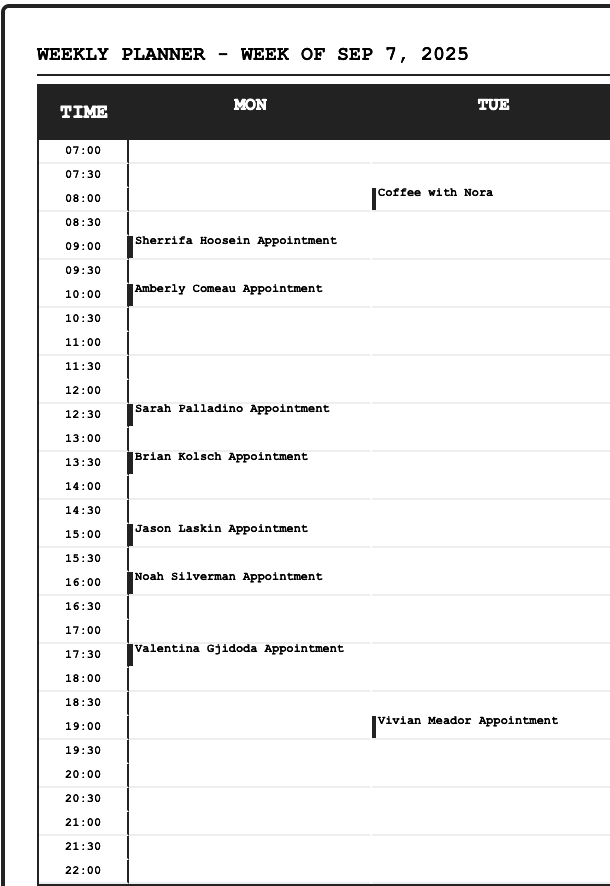 WEEKLY PLANNER - WEEK OF SEP 7, 2025
TIME MON TUE
07:00
07:30
08:00 Coffee with Nora
08:30
09:00 Sherrifa Hoosein Appointment
09:30
10:00 Amberly Comeau Appointment
10:30
11:00
11:30
12:00
12:30 Sarah Palladino Appointment
13:00
13:30 Brian Kolsch Appointment
14:00
14:30
15:00 Jason Laskin Appointment
15:30
16:00 Noah Silverman Appointment
16:30
17:00
17:30 Valentina Gjidoda Appointment
18:00
18:30
19:00 Vivian Meador Appointment
19:30
20:00
20:30
21:00
21:30
22:00